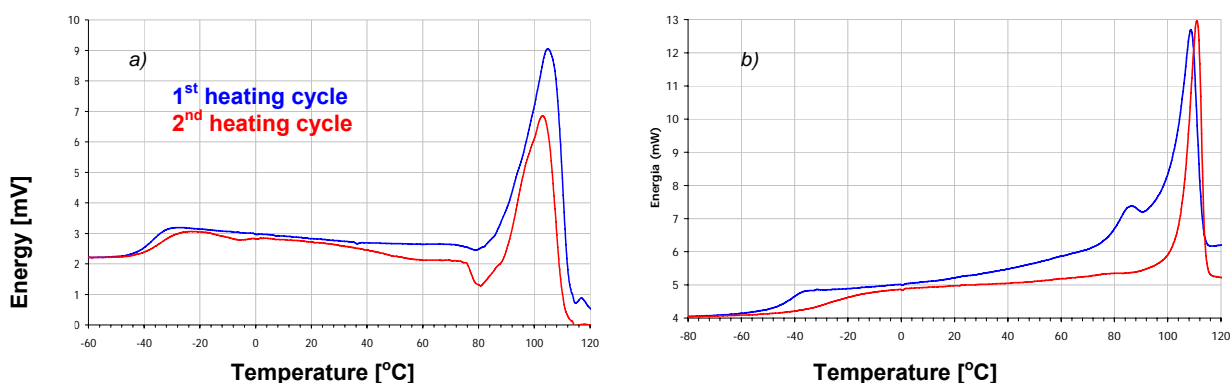 a)
1st heating cycle
2nd heating cycle
Energy [mV]
10
9
8
7
6
5
4
3
2
1
0
-60 -40 -20 0 20 40 60 80 100 120
Temperature [oC]
b)
Energia (mW)
13
12
11
10
9
8
7
6
5
4
-80 -60 -40 -20 0 20 40 60 80 100 120
Temperature [oC]